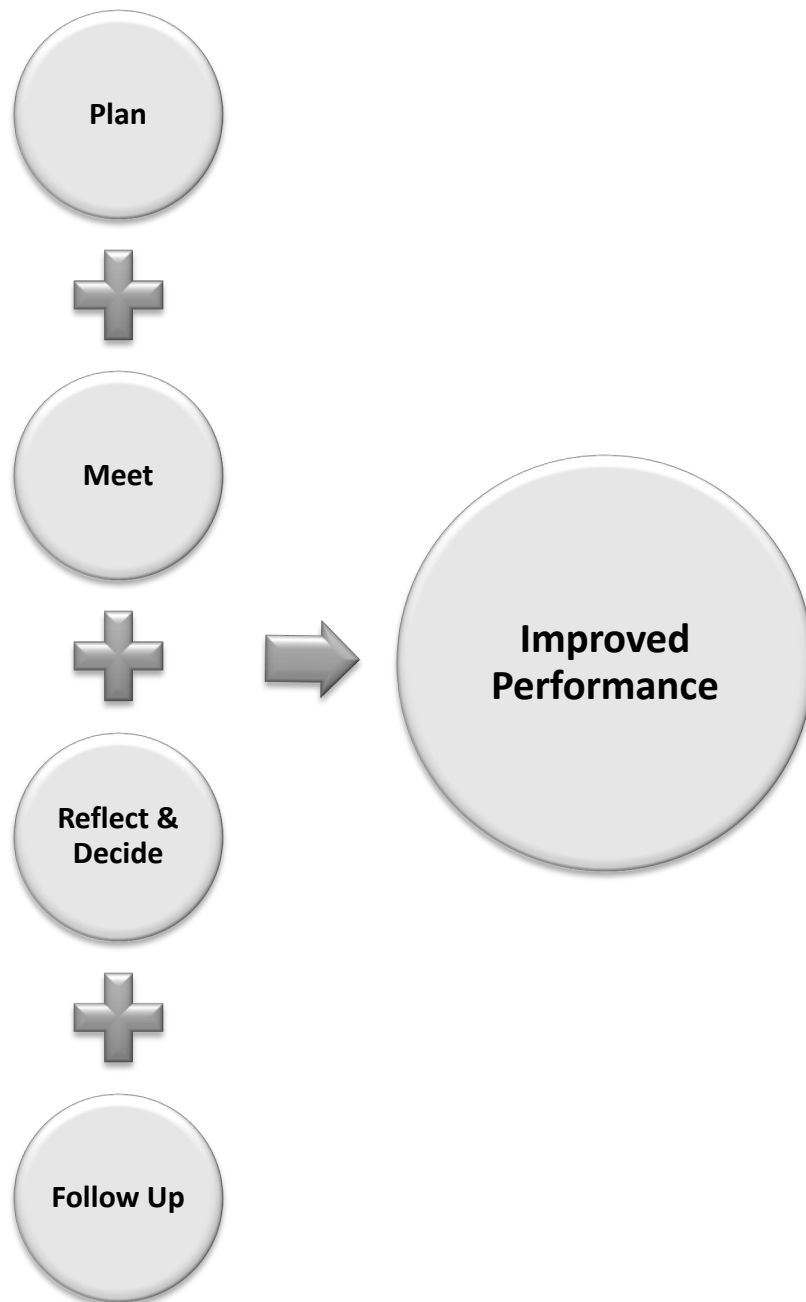 Plan
Meet
Reflect &
Decide
Follow Up
Improved
Performance